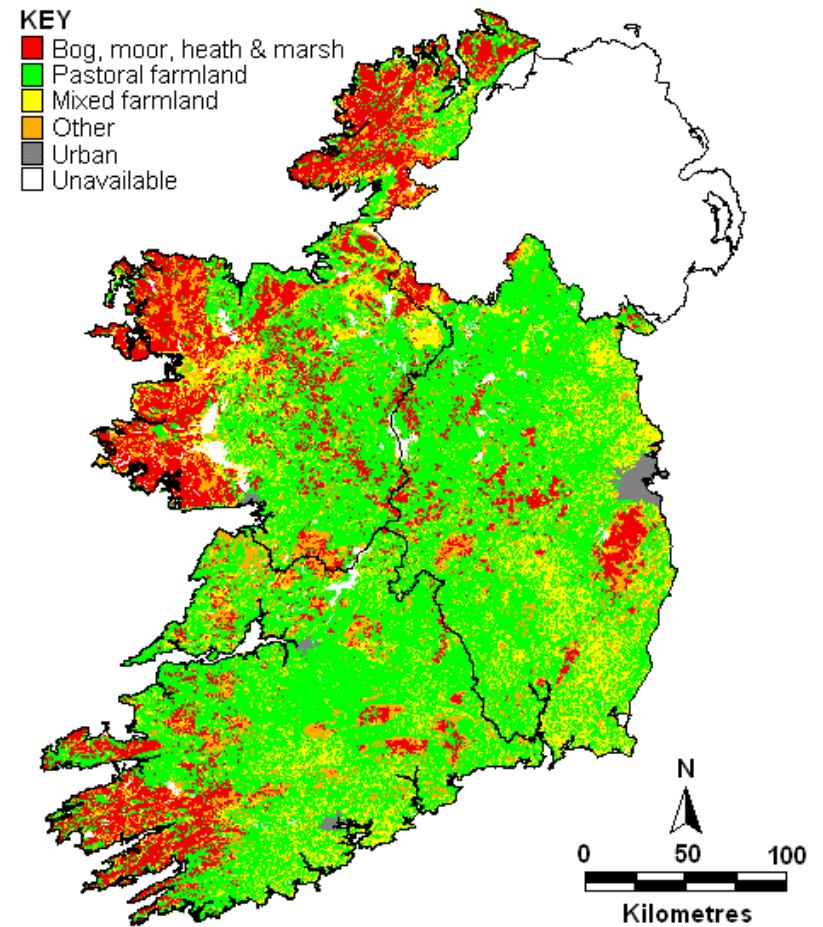 KEY
Bog, moor, heath & marsh
Pastoral farmland
Mixed farmland
Other
Urban
Unavailable
N
0 50 100
Kilometres